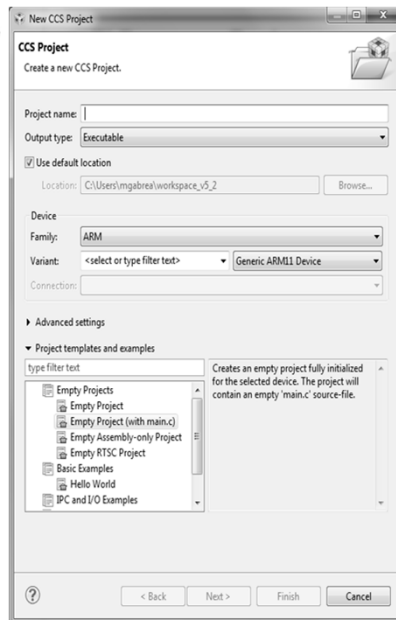 New CCS Project
CCS Project
Create a new CCS Project.
Project name:
Output type: Executable
Use default location
Location: C:\Users\mgabrea\workspace_v5_2 Browse...
Device
Family: ARM
Variant: <select or type filter text> Generic ARM11 Device
Connection:
Advanced settings
Project templates and examples
type filter text
Empty Projects
Empty Project
Empty Project (with main.c)
Empty Assembly-only Project
Empty RTSC Project
Basic Examples
Hello World
IPC and I/O Examples
Creates an empty project fully initialized
for the selected device. The project will
contain an empty 'main.c' source-file.
< Back Next > Finish Cancel